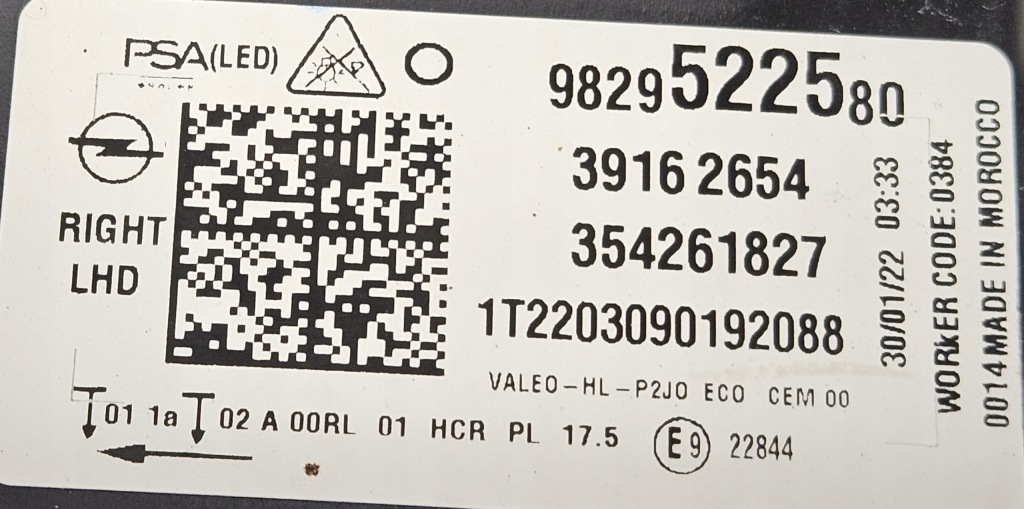 PSA(LED)
9829522580
RIGHT
LHD
39162654
354261827
1T2203090192088
VALEO-HL-P2JO ECO CEM 00
01 1a 02 A 00RL 01 HCR PL 17.5
E9 22844
30/01/22 03:33
WORKER CODE:0384
0014MADE IN MOROCCO